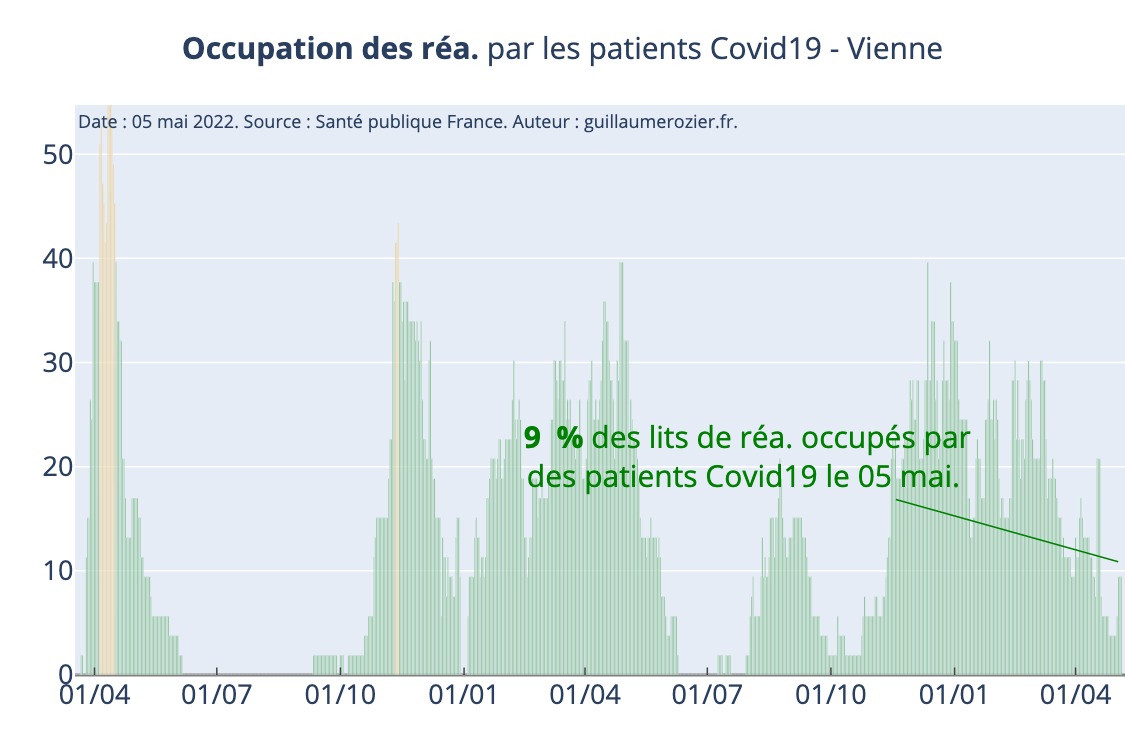 Occupation des réa. par les patients Covid19 - Vienne
Date : 05 mai 2022. Source : Santé publique France. Auteur : guillaumerozier.fr.
50
40
30
20
10
0
9 % des lits de réa. occupés par
des patients Covid19 le 05 mai.
01/04 01/07 01/10 01/01 01/04 01/07 01/10 01/01 01/04